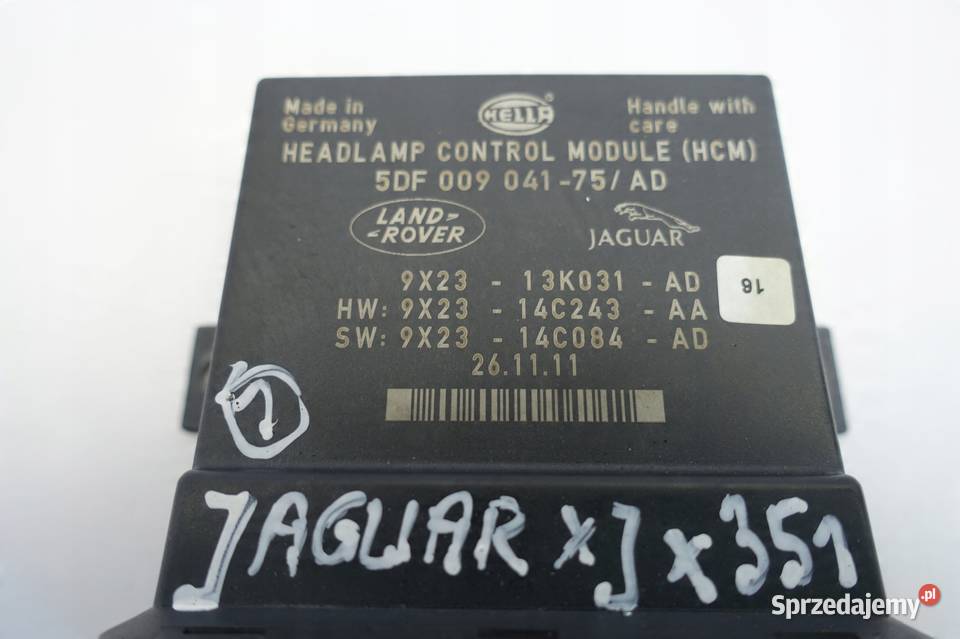 Made in Germany
HELLA ®
Handle with care
HEADLAMP CONTROL MODULE (HCM)
5DF 009 041-75/AD
LAND-
-ROVER
JAGUAR
9X23 - 13K031 - AD
16
HW: 9X23 - 14C243 - AA
SW: 9X23 - 14C084 - AD
26.11.11
1
JAGUAR XJ X351
Sprzedajemy.pl